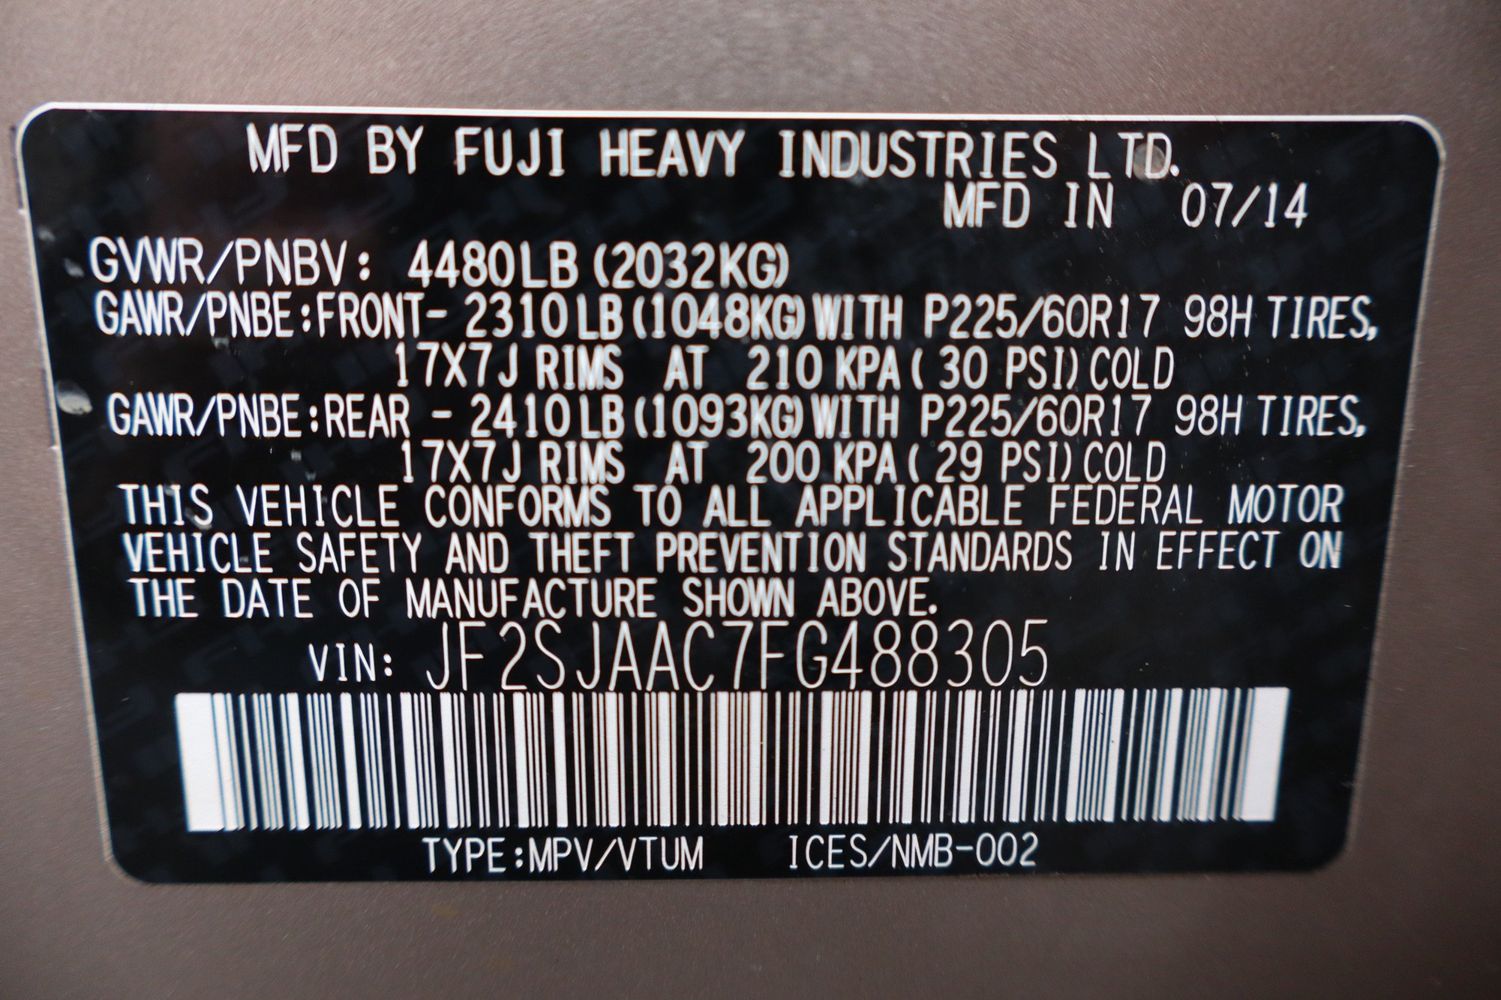 MFD BY FUJI HEAVY INDUSTRIES LTD.
MFD IN 07/14
GVWR/PNBV: 4480LB (2032KG)
GAWR/PNBE:FRONT- 2310LB (1048KG) WITH P225/60R17 98H TIRES,
17X7J RIMS AT 210 KPA( 30 PSI) COLD
GAWR/PNBE:REAR - 2410LB (1093KG) WITH P225/60R17 98H TIRES,
17X7J RIMS AT 200 KPA( 29 PSI) COLD
THIS VEHICLE CONFORMS TO ALL APPLICABLE FEDERAL MOTOR
VEHICLE SAFETY AND THEFT PREVENTION STANDARDS IN EFFECT ON
THE DATE OF MANUFACTURE SHOWN ABOVE.
VIN: JF2SJAAC7FG488305
TYPE:MPV/VTUM ICES/NMB-002